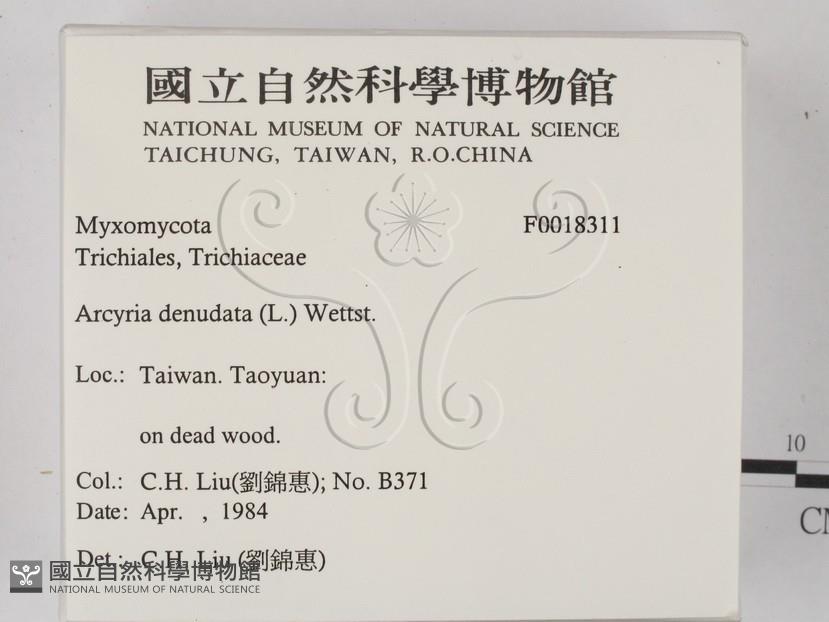 國立自然科學博物館
NATIONAL MUSEUM OF NATURAL SCIENCE
TAICHUNG, TAIWAN, R.O.CHINA
Myxomycota F0018311
Trichiales, Trichiaceae
Arcyria denudata (L.) Wettst.
Loc.: Taiwan. Taoyuan:
on dead wood.
Col.: C.H. Liu(劉錦惠); No. B371
Date: Apr. , 1984
Det.: C.H. Liu (劉錦惠)
國立自然科學博物館
NATIONAL MUSEUM OF NATURAL SCIENCE
10